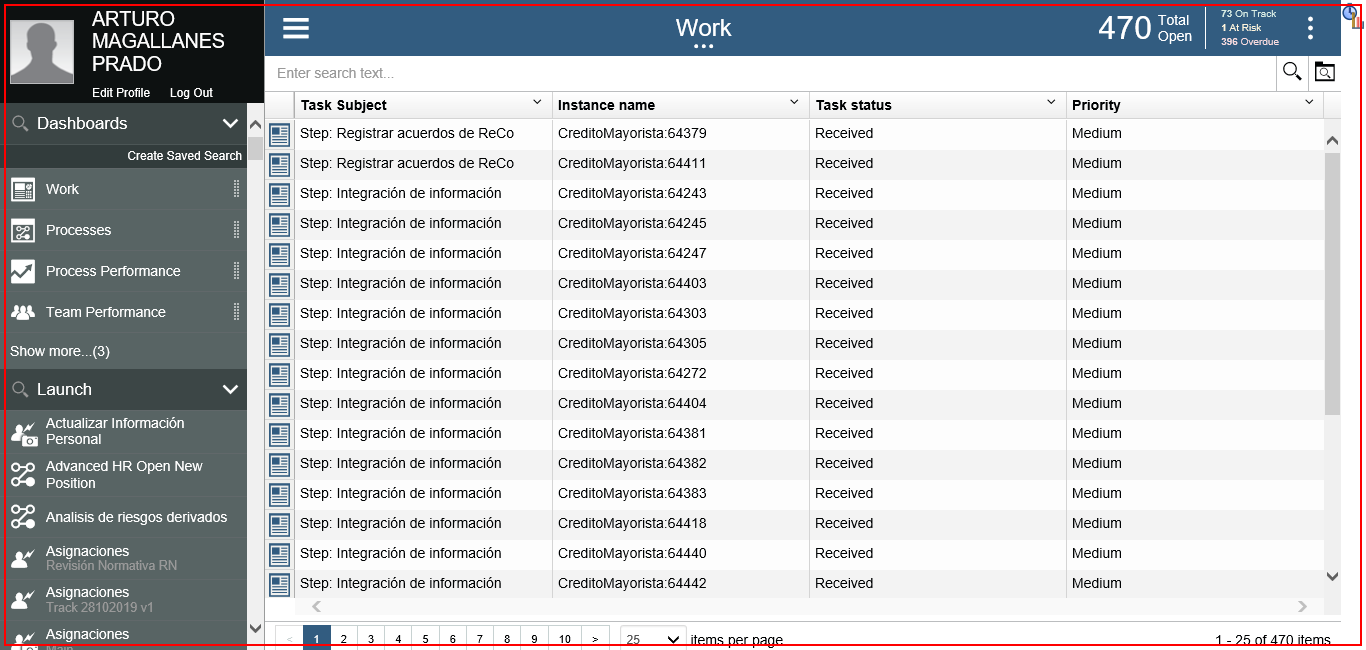 ARTURO
MAGALLANES
PRADO
Edit Profile Log Out
Dashboards
Create Saved Search
Work
Processes
Process Performance
Team Performance
Show more...(3)
Launch
Actualizar Información
Personal
Advanced HR Open New
Position
Analisis de riesgos derivados
Asignaciones
Revisión Normativa RN
Asignaciones
Track 28102019 v1
Asignaciones
Main
Work
470 Total Open
73 On Track
1 At Risk
396 Overdue
Enter search text...
Task Subject Instance name Task status Priority
Step: Registrar acuerdos de ReCo CreditoMayorista:64379 Received Medium
Step: Registrar acuerdos de ReCo CreditoMayorista:64411 Received Medium
Step: Integración de información CreditoMayorista:64243 Received Medium
Step: Integración de información CreditoMayorista:64245 Received Medium
Step: Integración de información CreditoMayorista:64247 Received Medium
Step: Integración de información CreditoMayorista:64403 Received Medium
Step: Integración de información CreditoMayorista:64303 Received Medium
Step: Integración de información CreditoMayorista:64305 Received Medium
Step: Integración de información CreditoMayorista:64272 Received Medium
Step: Integración de información CreditoMayorista:64404 Received Medium
Step: Integración de información CreditoMayorista:64381 Received Medium
Step: Integración de información CreditoMayorista:64382 Received Medium
Step: Integración de información CreditoMayorista:64383 Received Medium
Step: Integración de información CreditoMayorista:64418 Received Medium
Step: Integración de información CreditoMayorista:64440 Received Medium
Step: Integración de información CreditoMayorista:64442 Received Medium
< 1 2 3 4 5 6 7 8 9 10 > 25 items per page 1 - 25 of 470 items